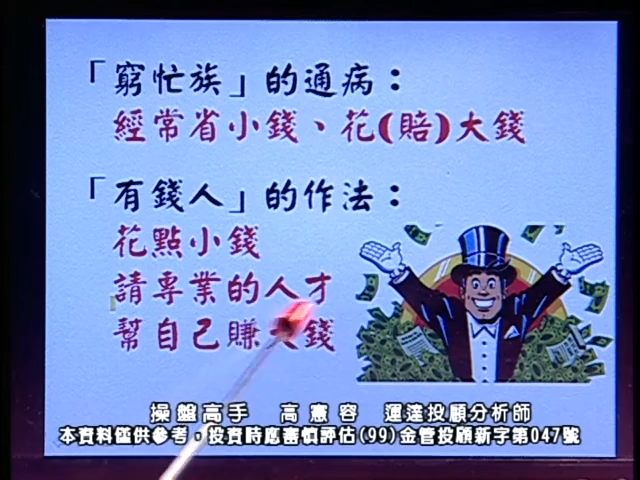 「窮忙族」的通病：
經常省小錢、花(賠)大錢
「有錢人」的作法：
花點小錢
請專業的人才
幫自己賺大錢
操盤高手 高憲容 運達投顧分析師
本資料僅供參考，投資時應審慎評估(99)金管投顧新字第047號